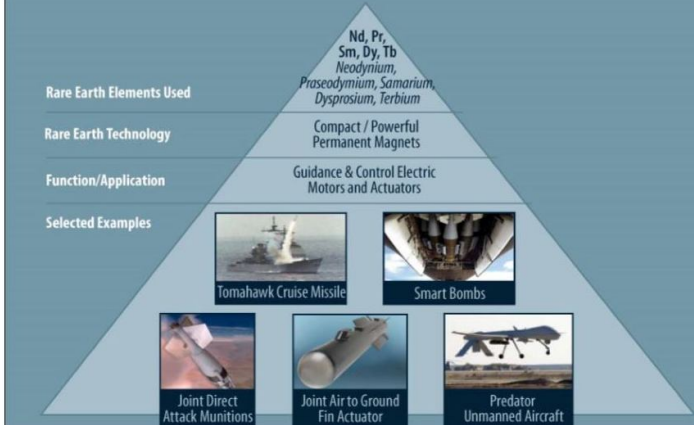 Nd, Pr,
Sm, Dy, Tb
Neodynium,
Praseodymium, Samarium,
Dysprosium, Terbium
Rare Earth Elements Used
Compact / Powerful
Permanent Magnets
Rare Earth Technology
Guidance & Control Electric
Motors and Actuators
Function/Application
Selected Examples
Tomahawk Cruise Missile
Smart Bombs
Joint Direct
Attack Munitions
Joint Air to Ground
Fin Actuator
Predator
Unmanned Aircraft